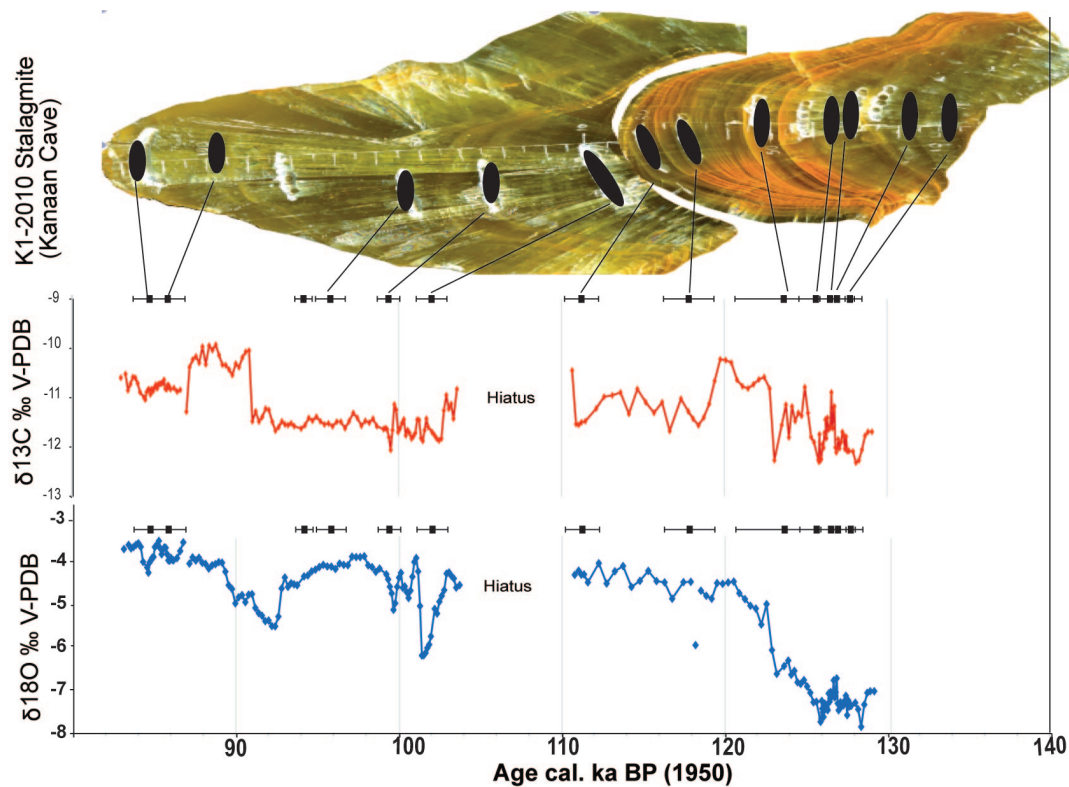 K1-2010 Stalagmite
(Kanaan Cave)
-9
-10
-11
-12
-13
δ13C ‰ V-PDB
Hiatus
-3
-4
-5
-6
-7
-8
δ18O ‰ V-PDB
Hiatus
90
100
110
120
130
140
Age cal. ka BP (1950)